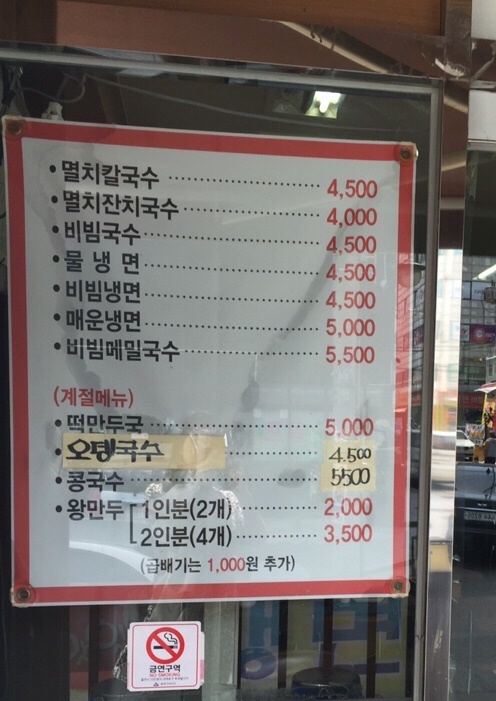 • 멸치칼국수 ........................ 4,500
• 멸치잔치국수 .................... 4,000
• 비빔국수 ........................ 4,500
• 물 냉 면 ........................ 4,500
• 비빔냉면 ........................ 4,500
• 매운냉면 ........................ 5,000
• 비빔메밀국수 .................... 5,500
(계절메뉴)
• 떡만두국 ........................ 5,000
• 오뎅국수 4.500
• 콩국수 ........................ 5500
• 왕만두 [ 1인분(2개) .............. 2,000
2인분(4개) .............. 3,500
(곱배기는 1,000원 추가)
금연구역
NO SMOKING